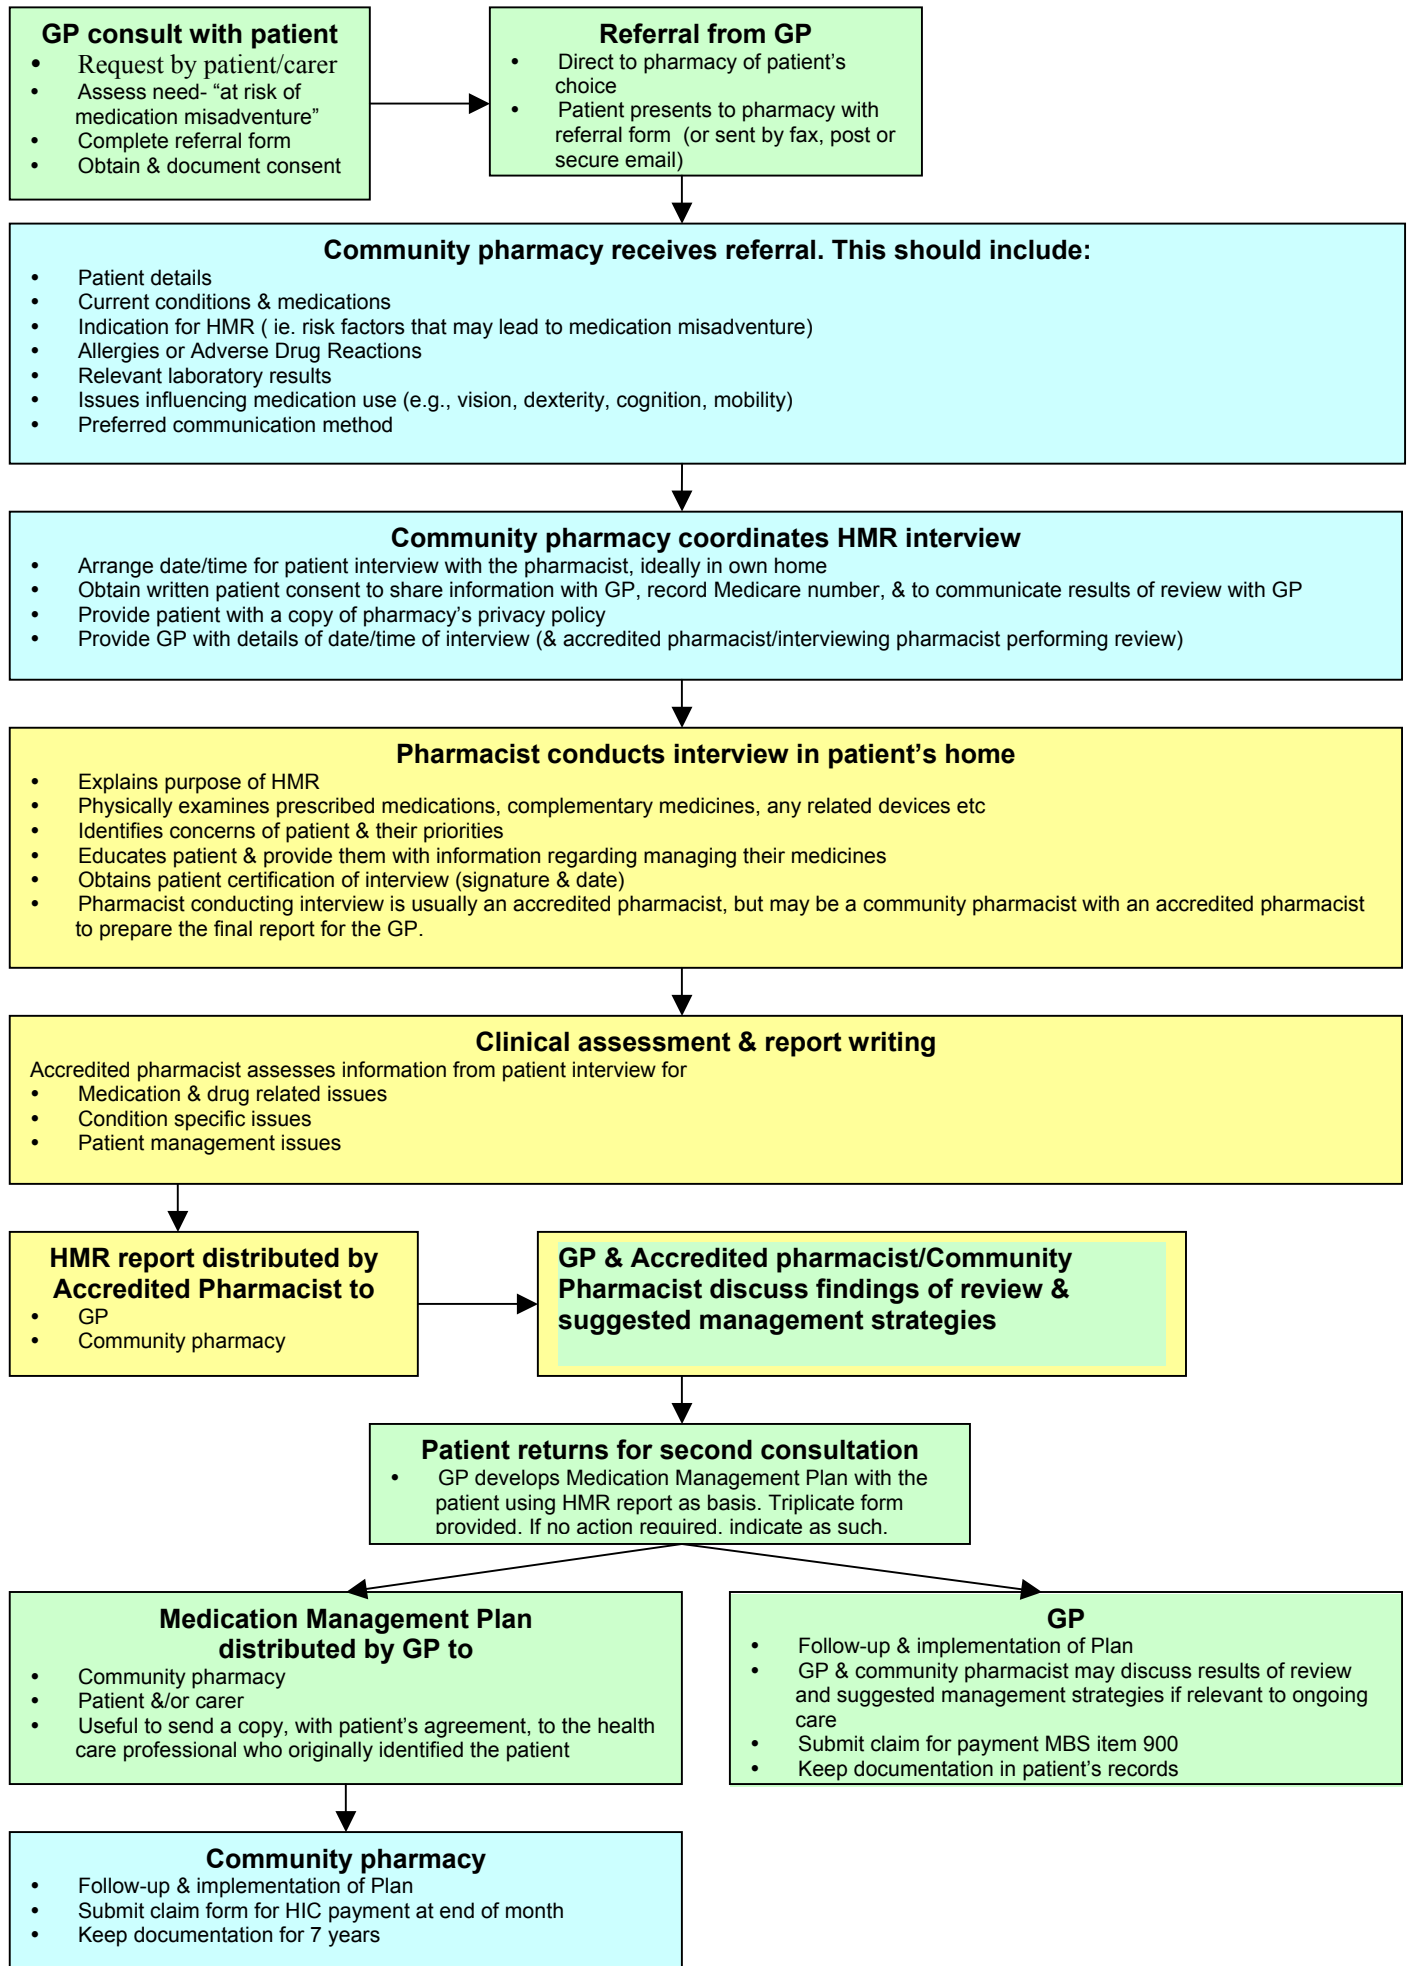 GP consult with patient
• Request by patient/carer
• Assess need- “at risk of
medication misadventure”
• Complete referral form
• Obtain & document consent
Referral from GP
• Direct to pharmacy of patient’s
choice
• Patient presents to pharmacy with
referral form (or sent by fax, post or
secure email)
Community pharmacy receives referral. This should include:
• Patient details
• Current conditions & medications
• Indication for HMR ( ie. risk factors that may lead to medication misadventure)
• Allergies or Adverse Drug Reactions
• Relevant laboratory results
• Issues influencing medication use (e.g., vision, dexterity, cognition, mobility)
• Preferred communication method
Community pharmacy coordinates HMR interview
• Arrange date/time for patient interview with the pharmacist, ideally in own home
• Obtain written patient consent to share information with GP, record Medicare number, & to communicate results of review with GP
• Provide patient with a copy of pharmacy’s privacy policy
• Provide GP with details of date/time of interview (& accredited pharmacist/interviewing pharmacist performing review)
Pharmacist conducts interview in patient’s home
• Explains purpose of HMR
• Physically examines prescribed medications, complementary medicines, any related devices etc
• Identifies concerns of patient & their priorities
• Educates patient & provide them with information regarding managing their medicines
• Obtains patient certification of interview (signature & date)
• Pharmacist conducting interview is usually an accredited pharmacist, but may be a community pharmacist with an accredited pharmacist
to prepare the final report for the GP.
Clinical assessment & report writing
Accredited pharmacist assesses information from patient interview for
• Medication & drug related issues
• Condition specific issues
• Patient management issues
HMR report distributed by
Accredited Pharmacist to
• GP
• Community pharmacy
GP & Accredited pharmacist/Community
Pharmacist discuss findings of review &
suggested management strategies
Patient returns for second consultation
• GP develops Medication Management Plan with the
patient using HMR report as basis. Triplicate form
provided. If no action required, indicate as such.
Medication Management Plan
distributed by GP to
• Community pharmacy
• Patient &/or carer
• Useful to send a copy, with patient’s agreement, to the health
care professional who originally identified the patient
GP
• Follow-up & implementation of Plan
• GP & community pharmacist may discuss results of review
and suggested management strategies if relevant to ongoing
care
• Submit claim for payment MBS item 900
• Keep documentation in patient’s records
Community pharmacy
• Follow-up & implementation of Plan
• Submit claim form for HIC payment at end of month
• Keep documentation for 7 years